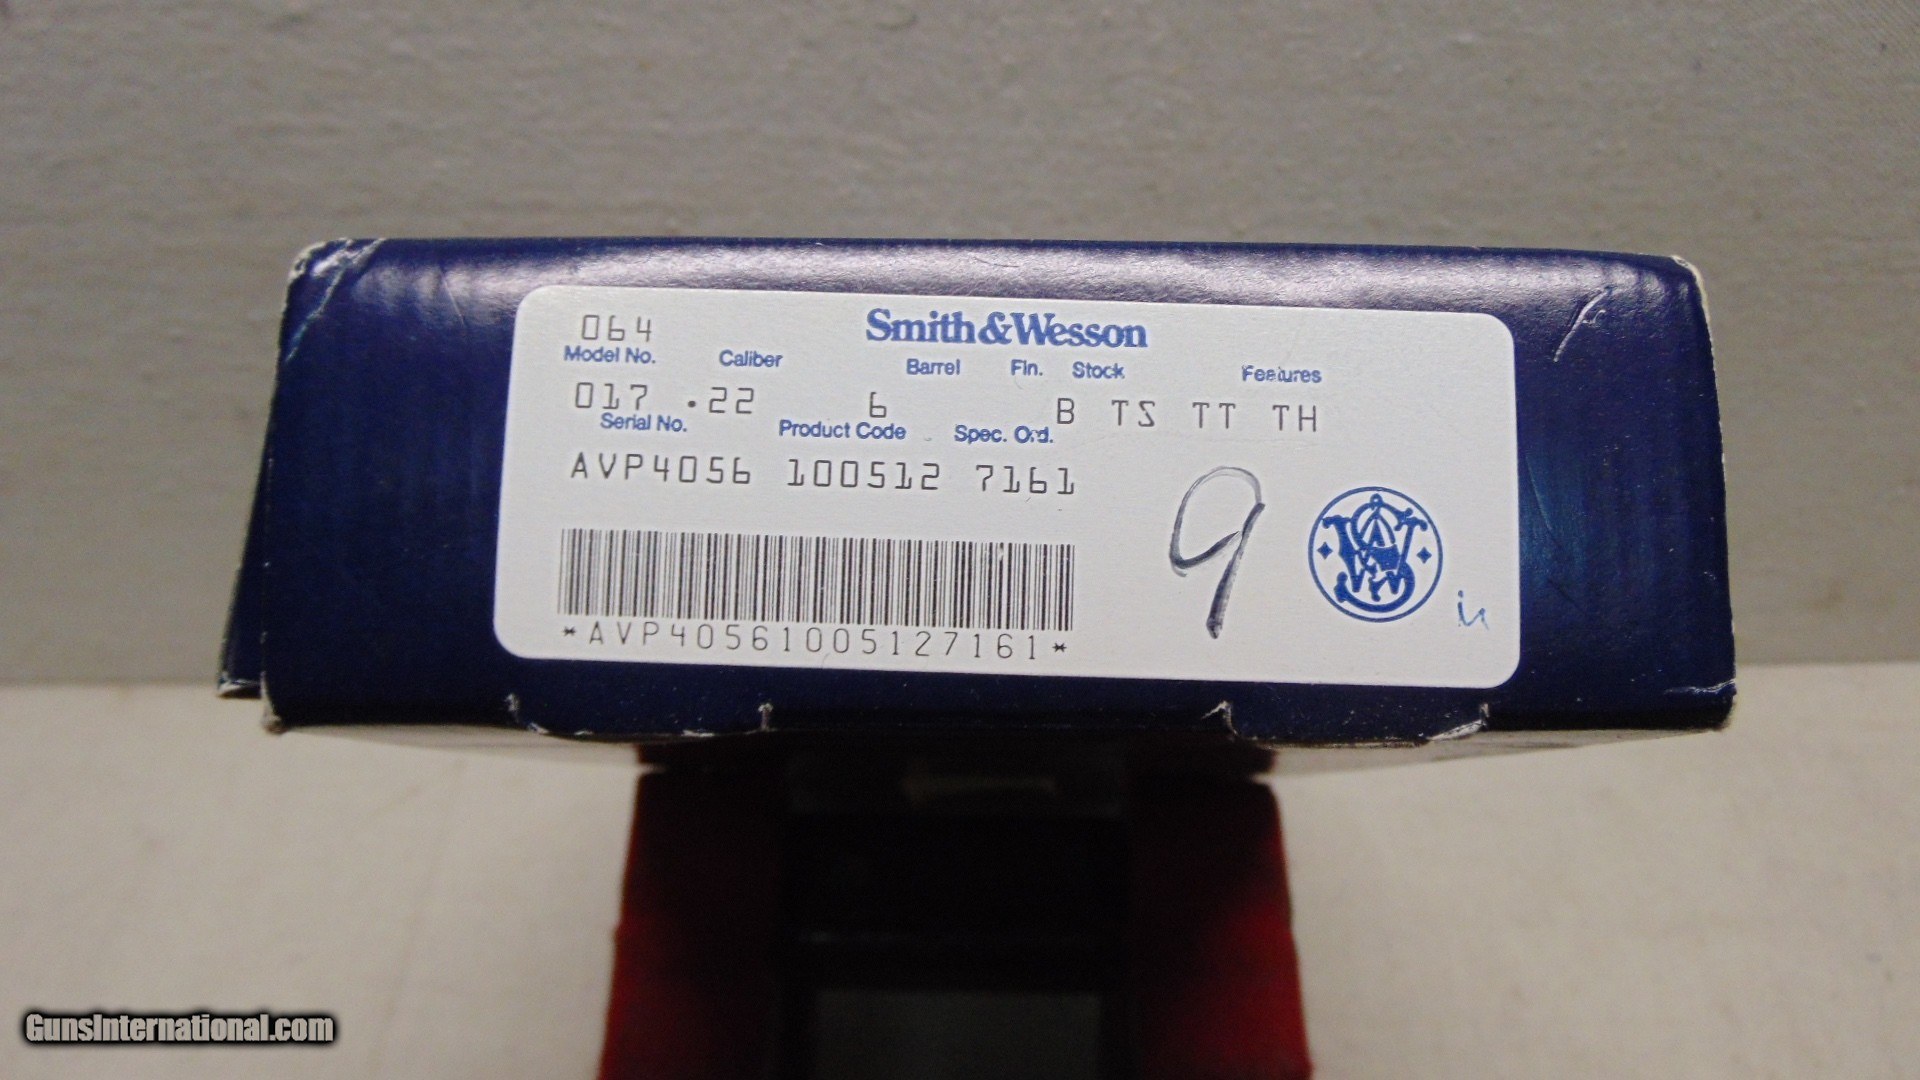 064
Smith&Wesson
Model No. Caliber Barrel Fin. Stock Features
017 .22 6 B TS TT TH
Serial No. Product Code Spec. Ord.
AVP4056 100512 7161
9
*AVP40561005127161*
GunsInternational.com